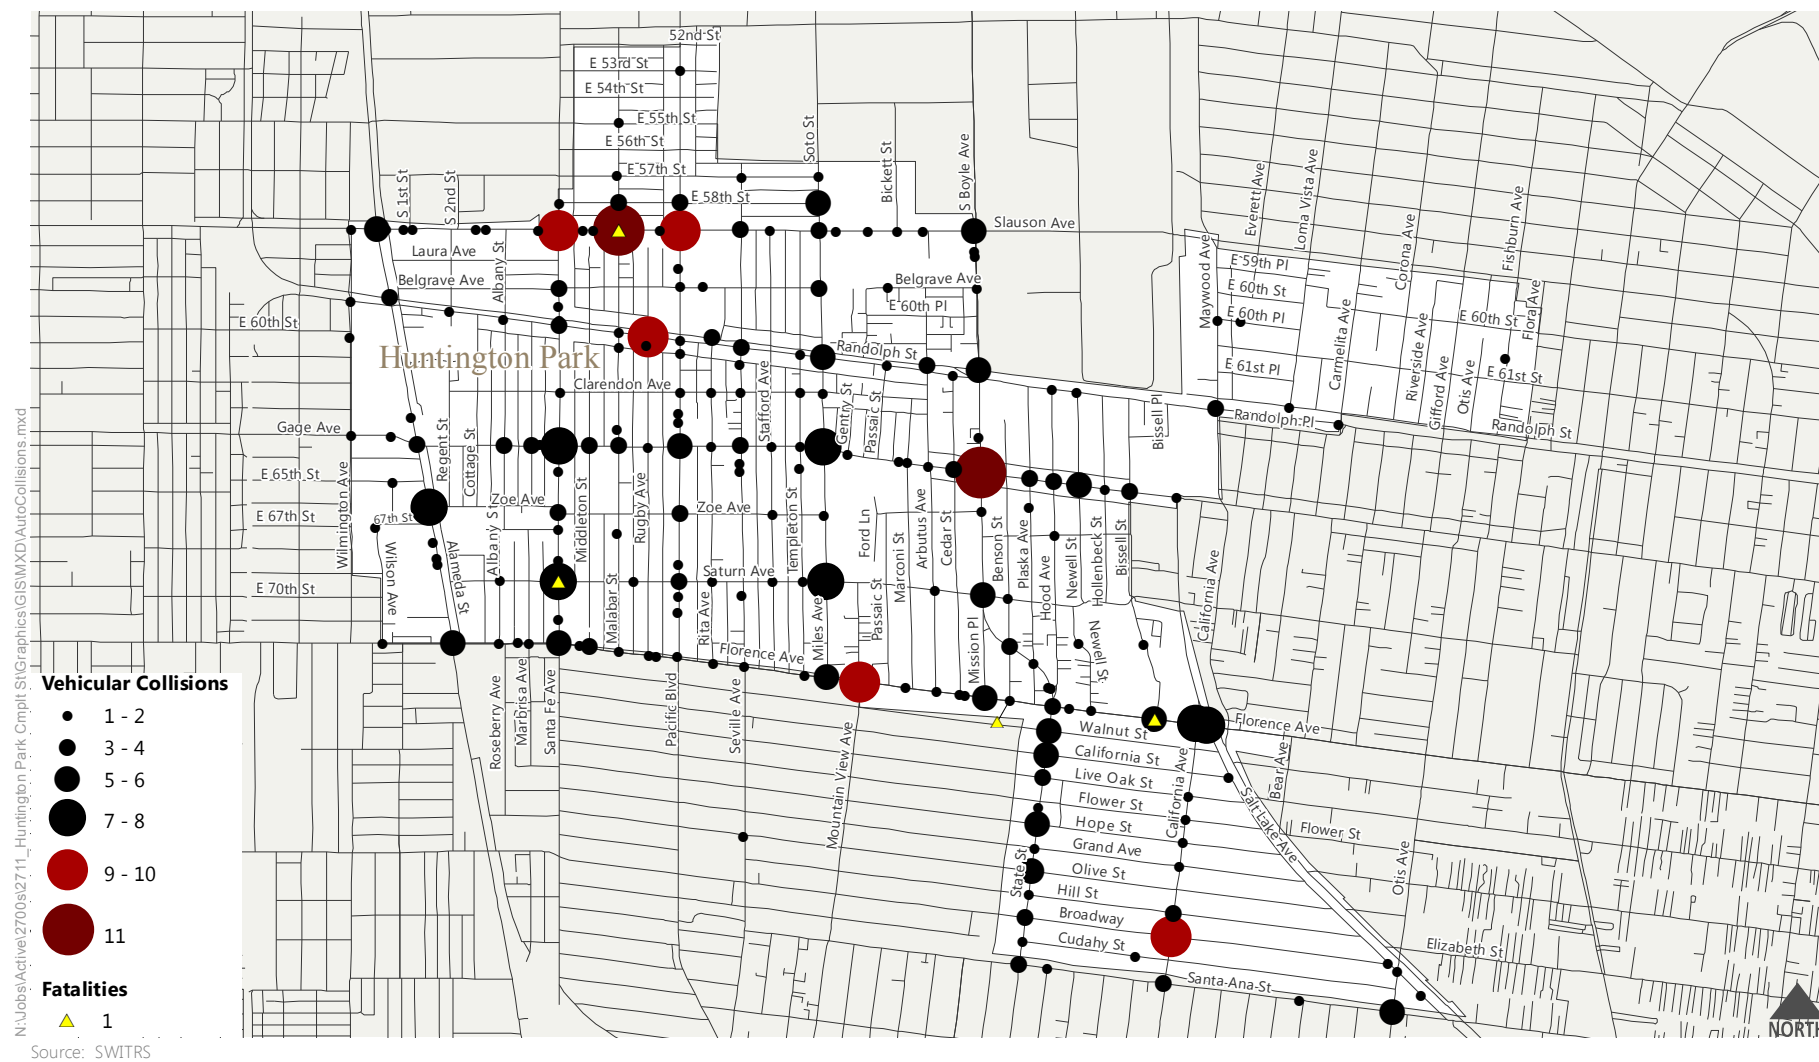 52nd St
E 53rd St
E 54th St
E 55th St
E 56th St
E 57th St
E 58th St
Soto St
Bickett St
S Boyle Ave
S 1st St
S 2nd St
Slauson Ave
Everett Ave
Loma Vista Ave
Corona Ave
Fishburn Ave
Laura Ave
Albany St
Belgrave Ave
Belgrave Ave
E 60th Pl
Maywood Ave
E 59th Pl
E 60th St
E 60th Pl
E 60th St
Flora Ave
E 60th St
Huntington Park
Randolph St
Clarendon Ave
Stafford Ave
Gentry St
Passaic St
E 61st Pl
Carmelita Ave
Riverside Ave
Gifford Ave
Otis Ave
E 61st St
Bissell Pl
Randolph Pl
Randolph St
Gage Ave
Regent St
Cottage St
E 65th St
Wilmington Ave
E 67th St
67th St
Zoe Ave
Zoe Ave
Albany St
Middleton St
Rugby Ave
Templeton St
Ford Ln
Marconi St
Arbutus Ave
Cedar St
Benson St
Plaska Ave
Hood Ave
Newell St
Hollenbeck St
Bissell St
California Ave
E 70th St
Wilson Ave
Alameda St
Saturn Ave
Malabar St
Rita Ave
Miles Ave
Passaic St
Mission Pl
Newell St
Florence Ave
Roseberry Ave
Marbrisa Ave
Santa Fe Ave
Pacific Blvd
Seville Ave
Mountain View Ave
Florence Ave
Walnut St
California St
Live Oak St
Flower St
Hope St
Grand Ave
Olive St
Hill St
Broadway
Cudahy St
State St
California Ave
Bear Ave
Salt Lake Ave
Flower St
Otis Ave
Elizabeth St
Santa Ana St
Vehicular Collisions
1 - 2
3 - 4
5 - 6
7 - 8
9 - 10
11
Fatalities
1
NORTH
N:\Jobs\Active\2700s\2711_Huntington Park Cmplt St\Graphics\GIS\MXD\AutoCollisions.mxd
Source: SWITRS